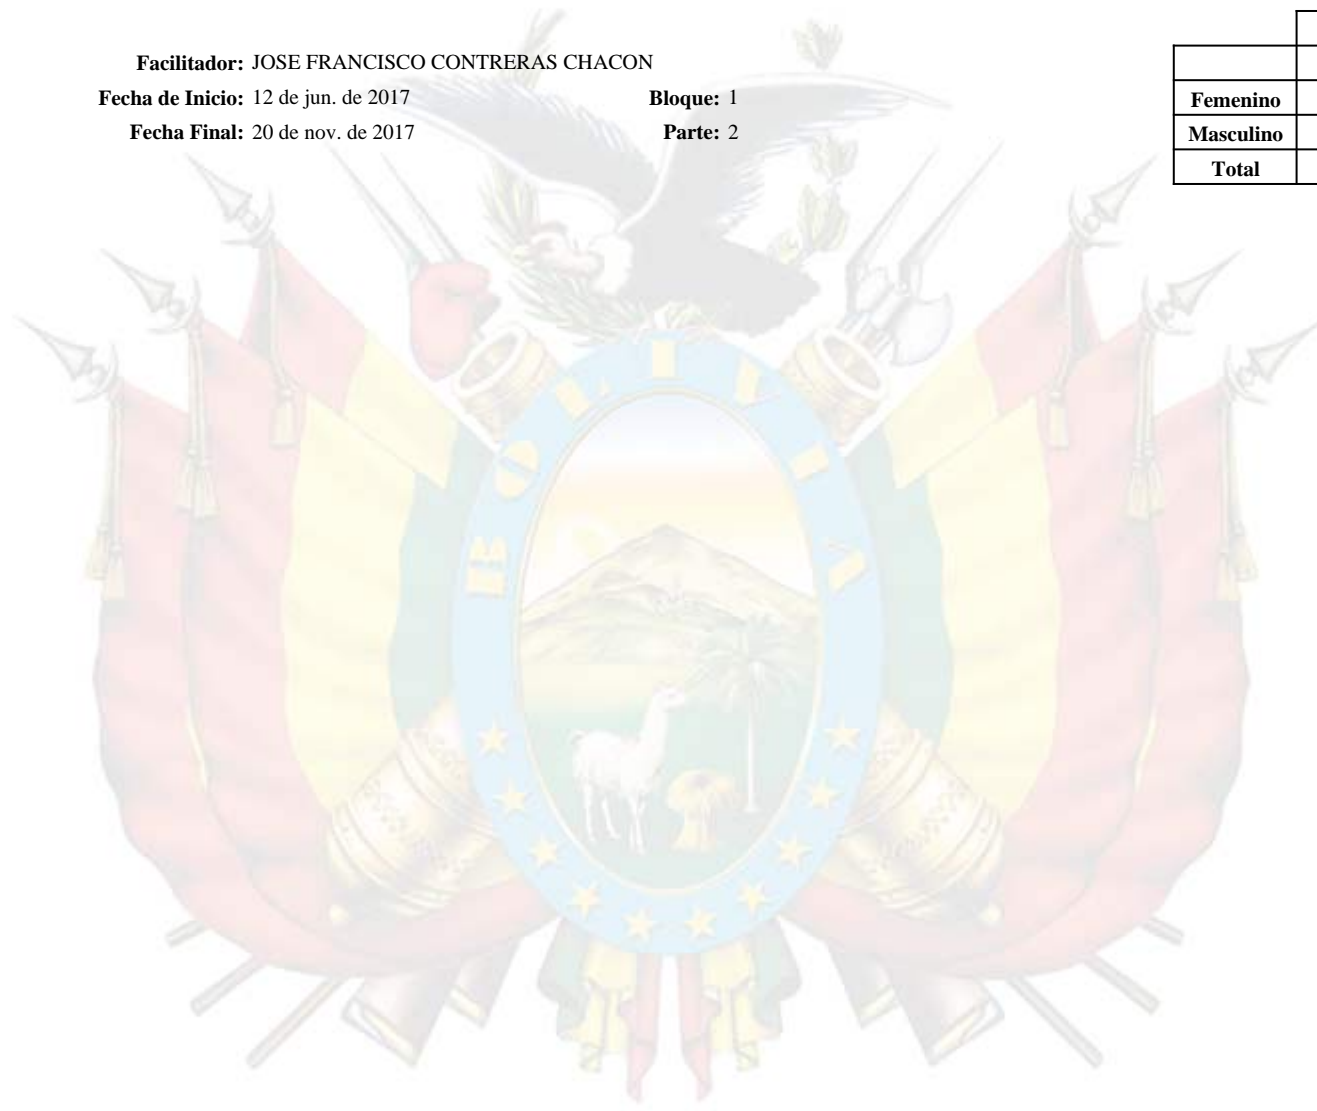 Facilitador: JOSE FRANCISCO CONTRERAS CHACON
Fecha de Inicio: 12 de jun. de 2017 Bloque: 1
Fecha Final: 20 de nov. de 2017 Parte: 2
Femenino
Masculino
Total
BOLIVIA